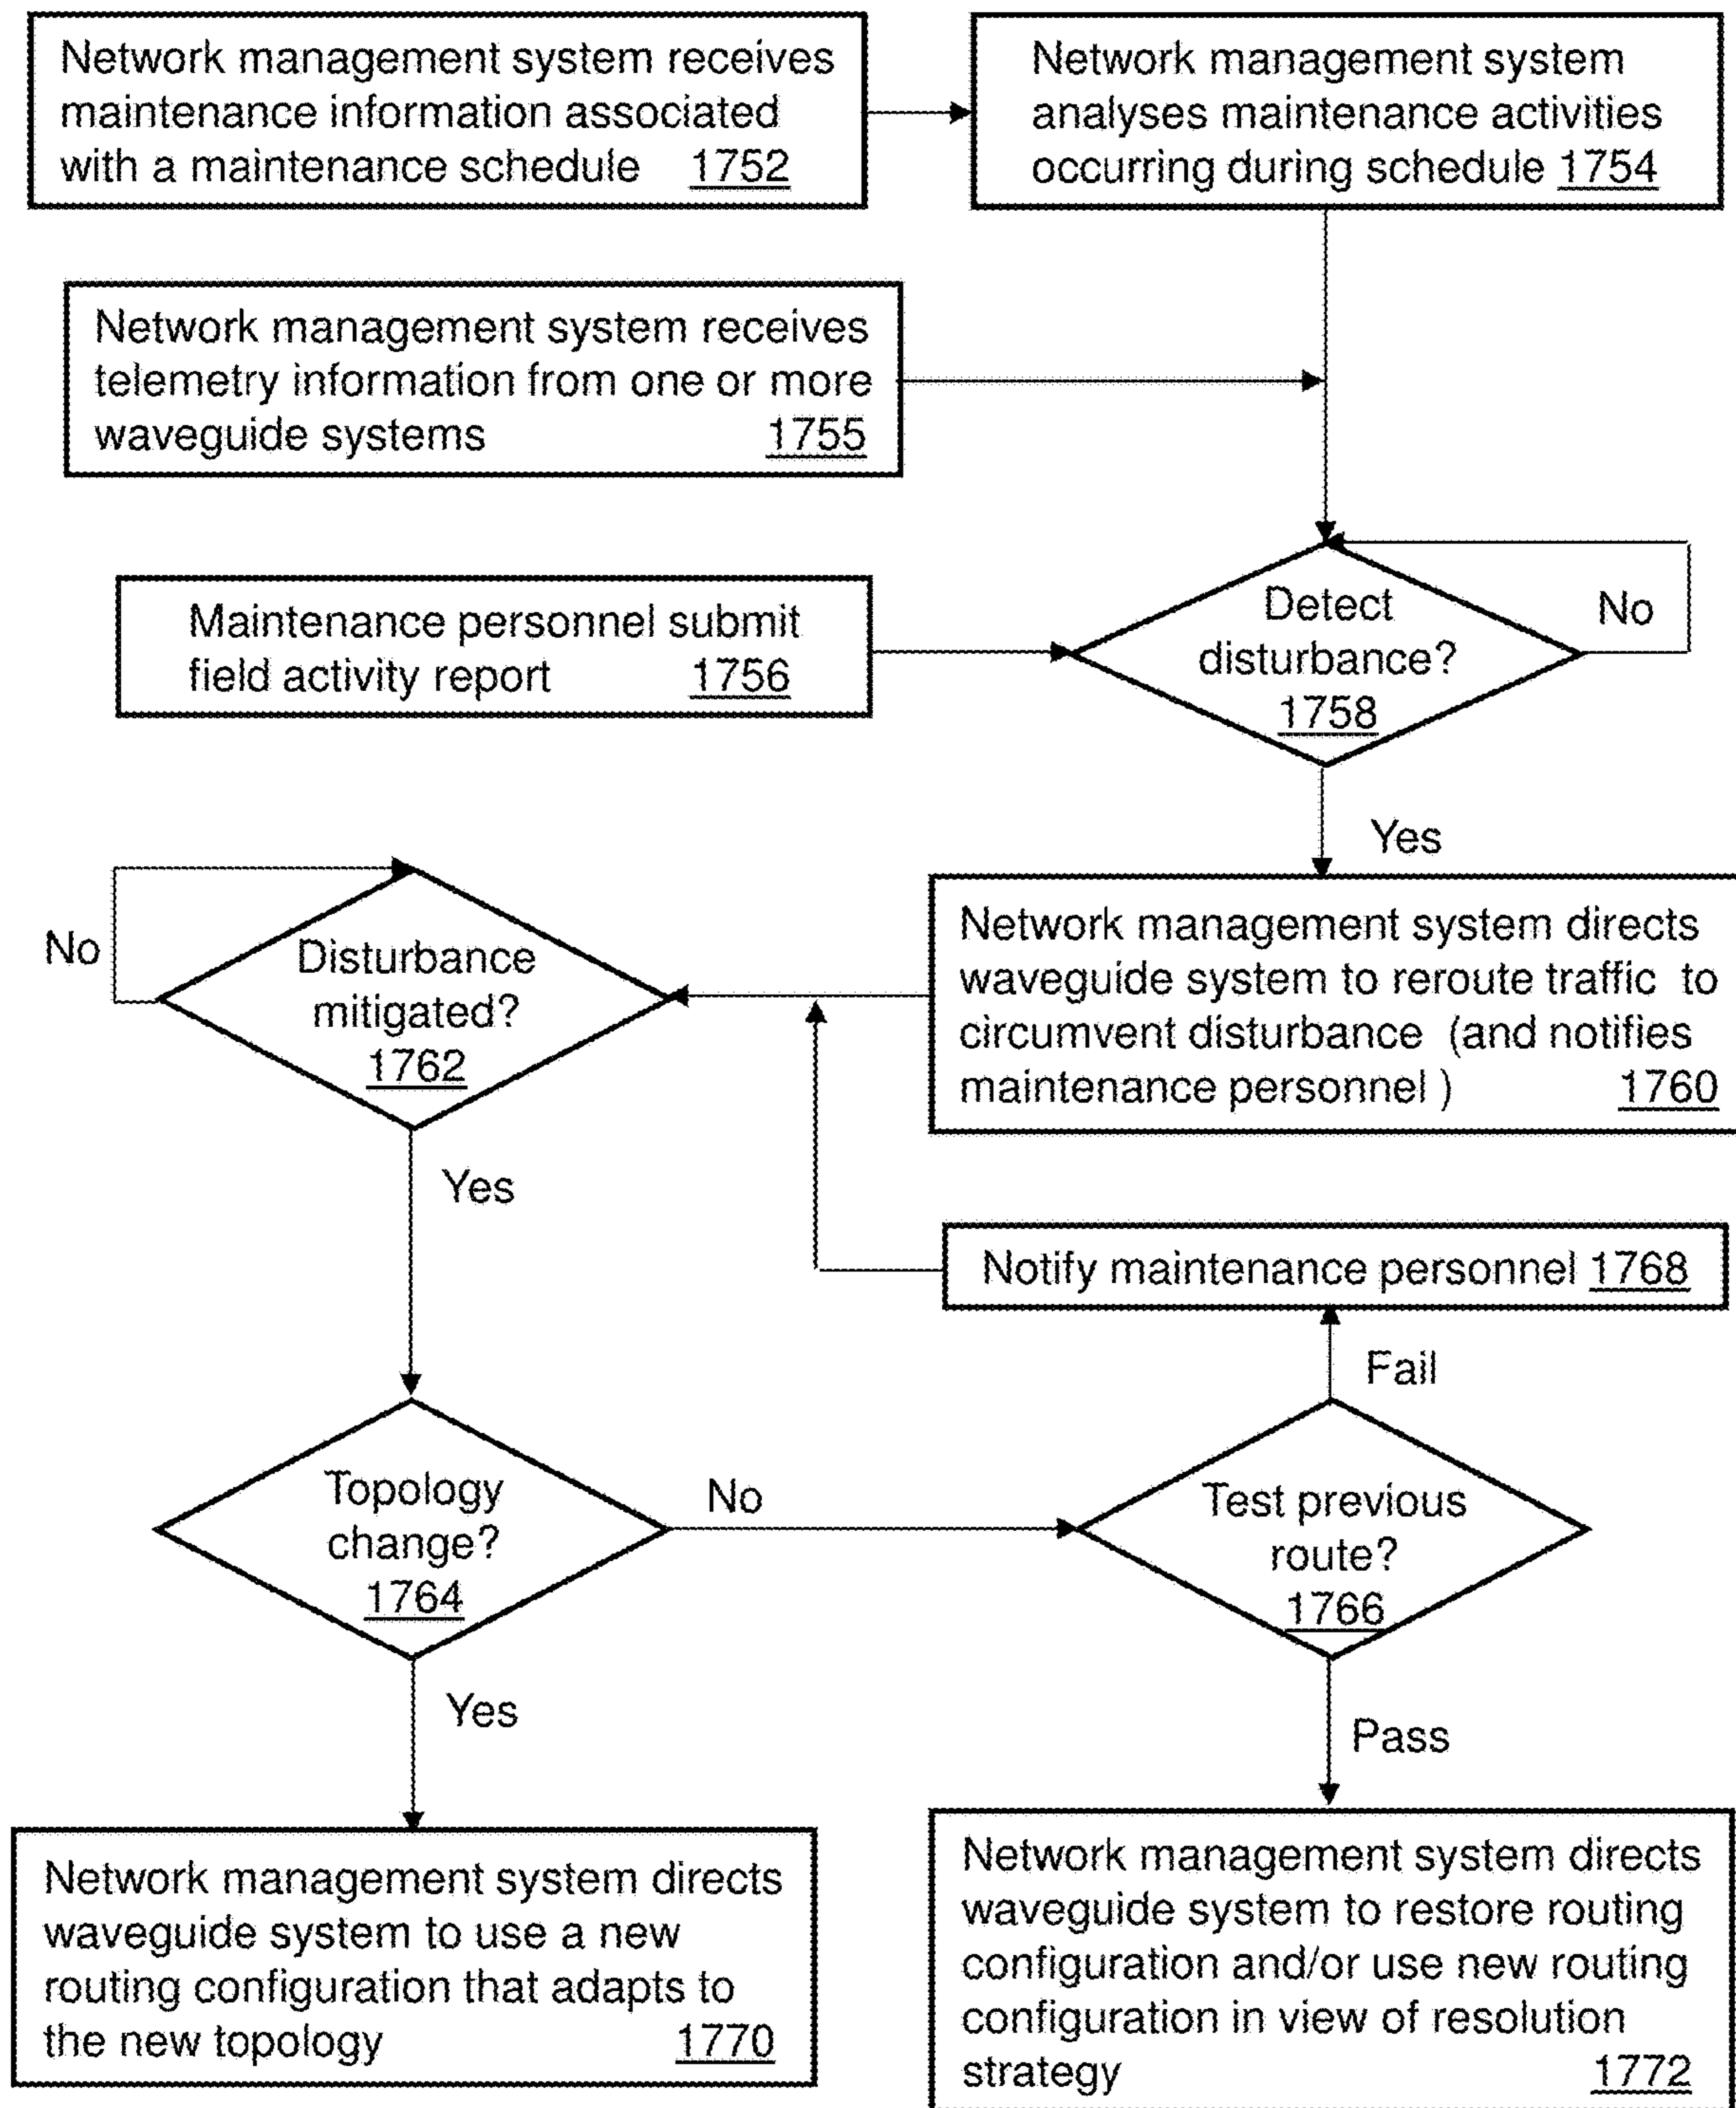 Network management system receives
maintenance information associated
with a maintenance schedule 1752
Network management system
analyses maintenance activities
occurring during schedule 1754
Network management system receives
telemetry information from one or more
waveguide systems 1755
Maintenance personnel submit
field activity report 1756
Detect
disturbance?
1758
No
Yes
Network management system directs
waveguide system to reroute traffic to
circumvent disturbance (and notifies
maintenance personnel ) 1760
No
Disturbance
mitigated?
1762
Yes
Notify maintenance personnel 1768
Fail
Topology
change?
1764
No
Test previous
route?
1766
Yes
Pass
Network management system directs
waveguide system to use a new
routing configuration that adapts to
the new topology 1770
Network management system directs
waveguide system to restore routing
configuration and/or use new routing
configuration in view of resolution
strategy 1772